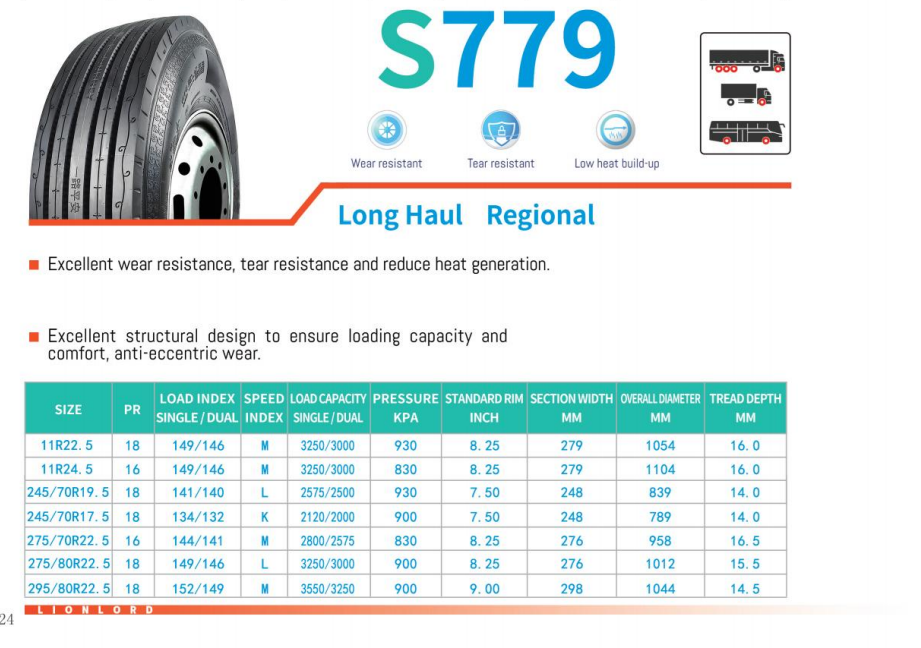 S779
Wear resistant
Tear resistant
Low heat build-up
Long Haul Regional
Excellent wear resistance, tear resistance and reduce heat generation.
Excellent structural design to ensure loading capacity and
comfort, anti-eccentric wear.
SIZE PR LOAD INDEX SINGLE/DUAL SPEED INDEX LOAD CAPACITY SINGLE/DUAL PRESSURE KPA STANDARD RIM INCH SECTION WIDTH MM OVERALL DIAMETER MM TREAD DEPTH MM
11R22.5 18 149/146 M 3250/3000 930 8.25 279 1054 16.0
11R24.5 16 149/146 M 3250/3000 830 8.25 279 1104 16.0
245/70R19.5 18 141/140 L 2575/2500 930 7.50 248 839 14.0
245/70R17.5 18 134/132 K 2120/2000 900 7.50 248 789 14.0
275/70R22.5 16 144/141 M 2800/2575 830 8.25 276 958 16.5
275/80R22.5 18 149/146 L 3250/3000 900 8.25 276 1012 15.5
295/80R22.5 18 152/149 M 3550/3250 900 9.00 298 1044 14.5
LIONLORD
24